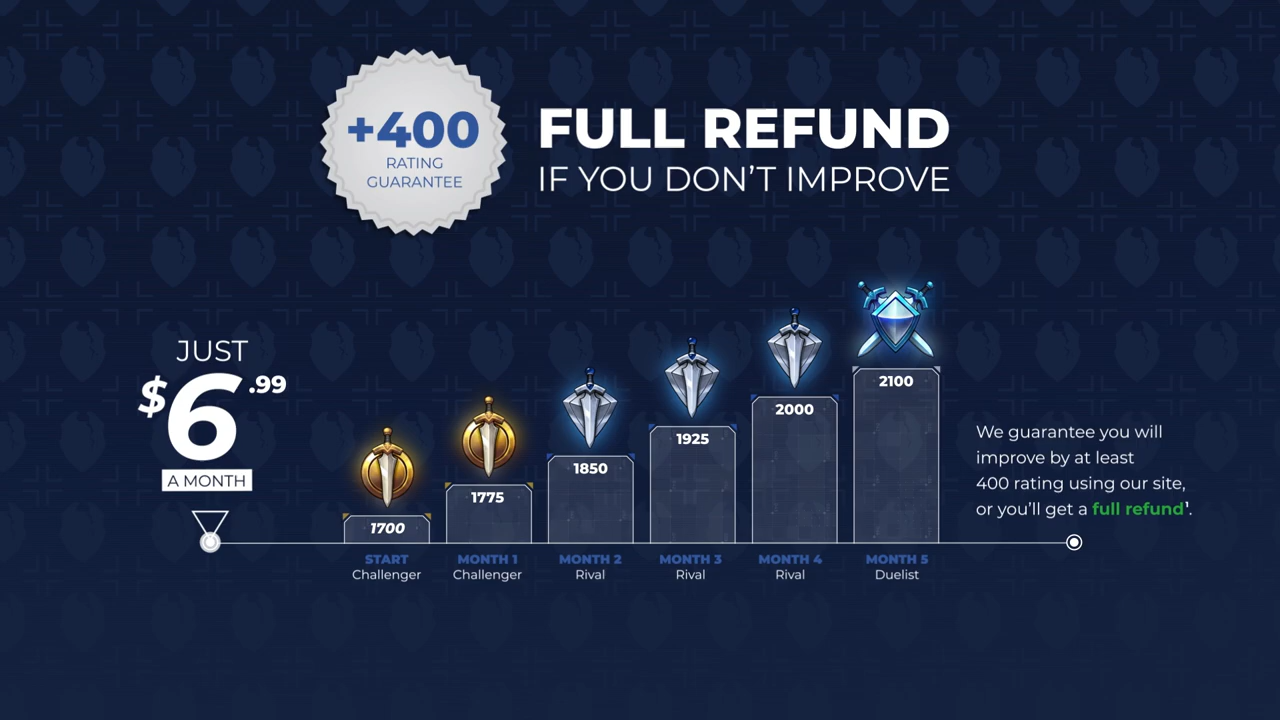 +400
RATING
GUARANTEE
FULL REFUND
IF YOU DON'T IMPROVE
JUST
$6.99
A MONTH
1700
1775
1850
1925
2000
2100
START
Challenger
MONTH 1
Challenger
MONTH 2
Rival
MONTH 3
Rival
MONTH 4
Rival
MONTH 5
Duelist
We guarantee you will
improve by at least
400 rating using our site,
or you'll get a full refund¹.